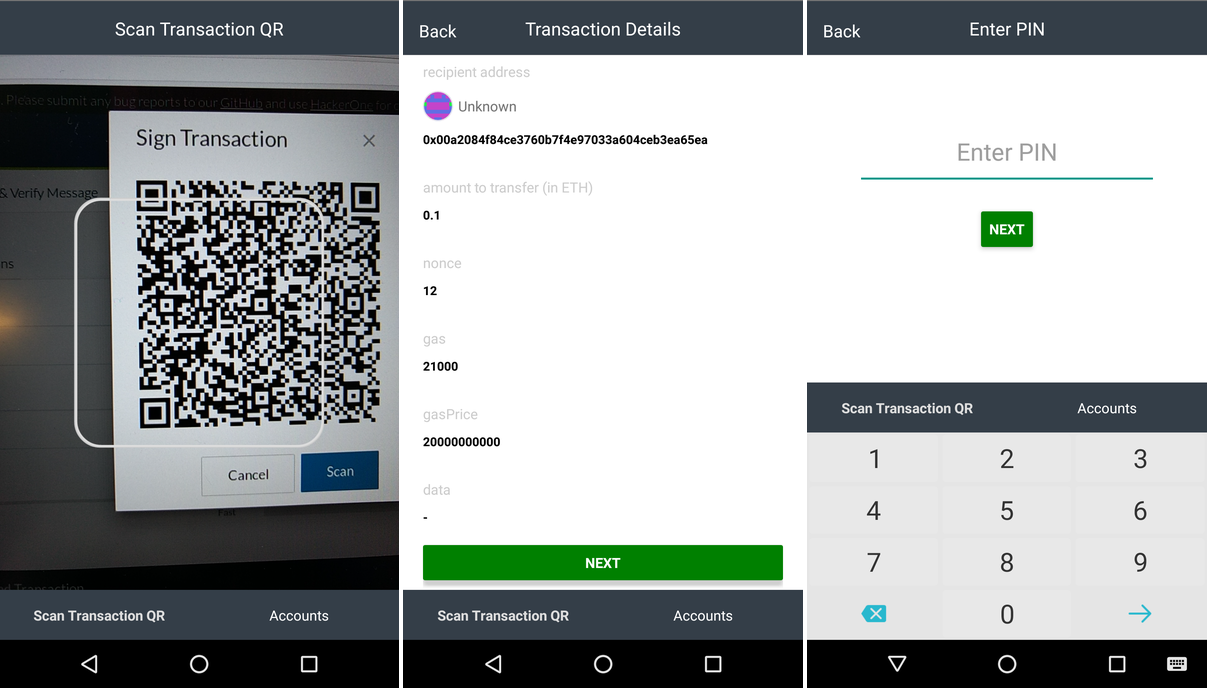 Scan Transaction QR
. Please submit any bug reports to our GitHub and use HackerOne for
Sign Transaction
& Verify Message
ns
Cancel
Scan
Fast
d Transaction
Scan Transaction QR
Accounts
Back
Transaction Details
recipient address
Unknown
0x00a2084f84ce3760b7f4e97033a604ceb3ea65ea
amount to transfer (in ETH)
0.1
nonce
12
gas
21000
gasPrice
20000000000
data
-
NEXT
Scan Transaction QR
Accounts
Back
Enter PIN
Enter PIN
NEXT
Scan Transaction QR
Accounts
1 2 3
4 5 6
7 8 9
0